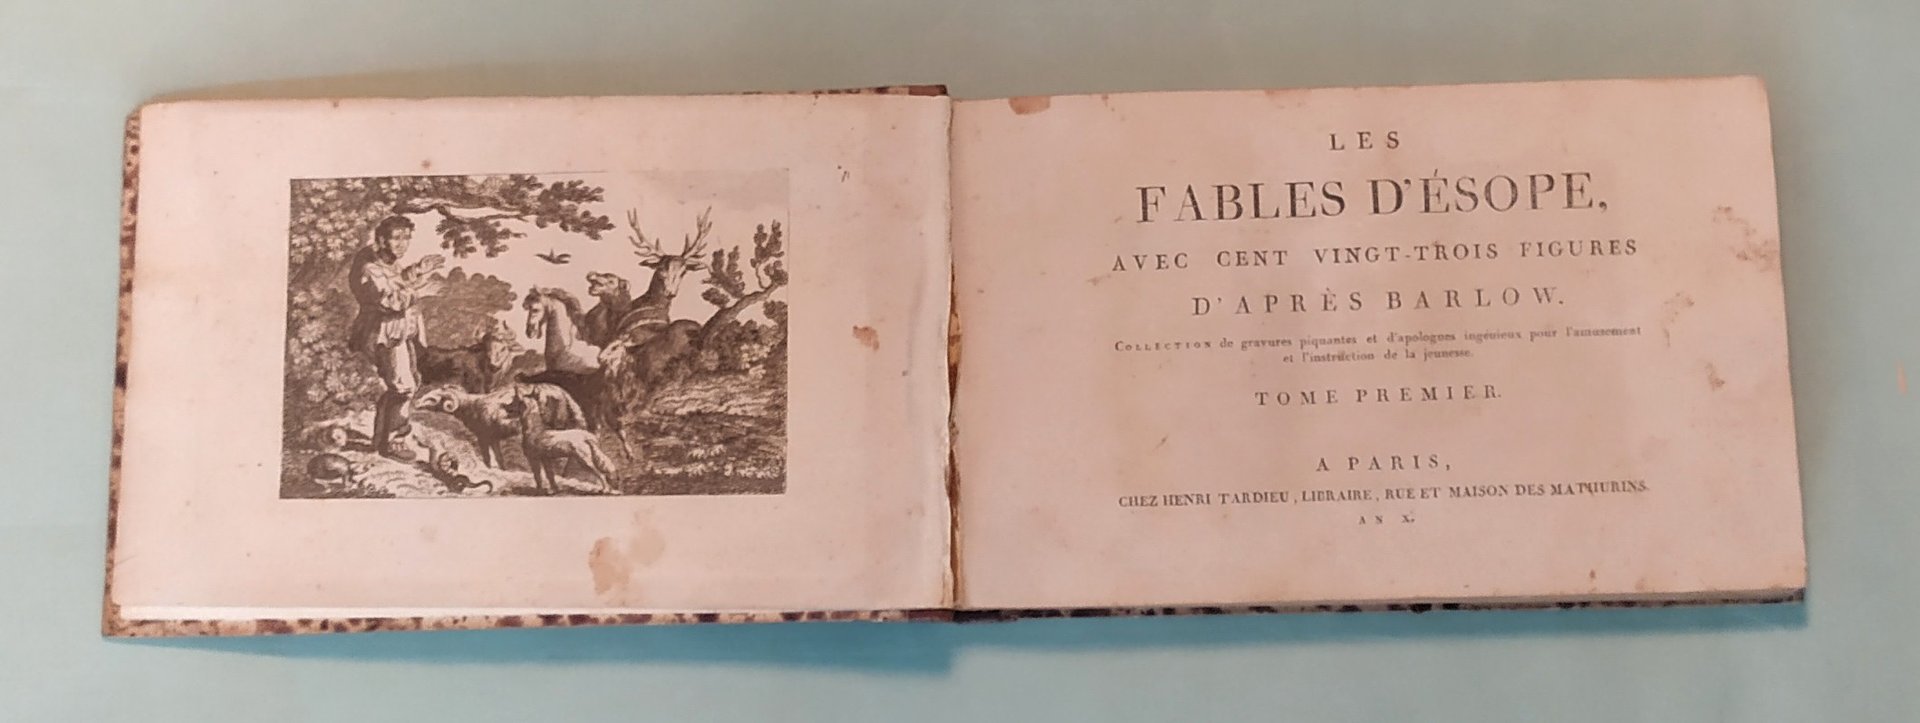 LES
FABLES D'ÉSOPE,
AVEC CENT VINGT-TROIS FIGURES
D'APRÈS BARLOW.
COLLECTION de gravures piquantes et d'apologues ingénieux pour l'amusement
et l'instruction de la jeunesse.
TOME PREMIER.
A PARIS,
CHEZ HENRI TARDIEU, LIBRAIRE, RUE ET MAISON DES MATHURINS.
AN X.